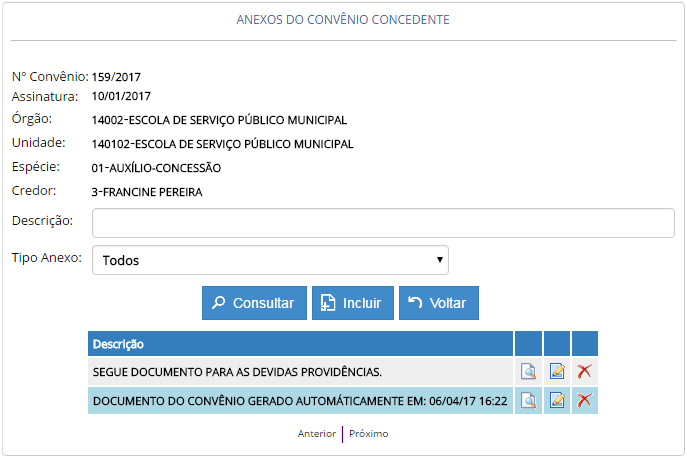 ANEXOS DO CONVÊNIO CONCEDENTE
Nº Convênio: 159/2017
Assinatura: 10/01/2017
Órgão: 14002-ESCOLA DE SERVIÇO PÚBLICO MUNICIPAL
Unidade: 140102-ESCOLA DE SERVIÇO PÚBLICO MUNICIPAL
Espécie: 01-AUXÍLIO-CONCESSÃO
Credor: 3-FRANCINE PEREIRA
Descrição:
Tipo Anexo: Todos
Consultar Incluir Voltar
Descrição
SEGUE DOCUMENTO PARA AS DEVIDAS PROVIDÊNCIAS.
DOCUMENTO DO CONVÊNIO GERADO AUTOMÁTICAMENTE EM: 06/04/17 16:22
Anterior | Próximo